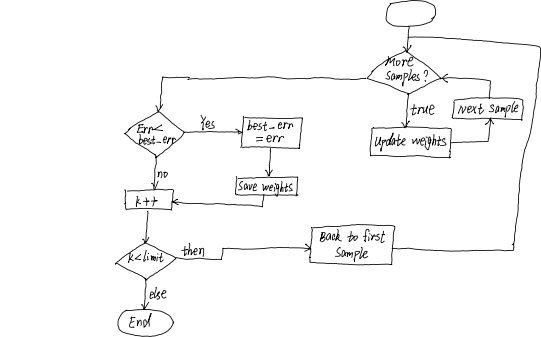 More
Samples?
true
Next sample
Update weights
Err<
best_err
Yes
best_err
= err
Save weights
no
k++
k<limit
then
Back to first
Sample
else
End